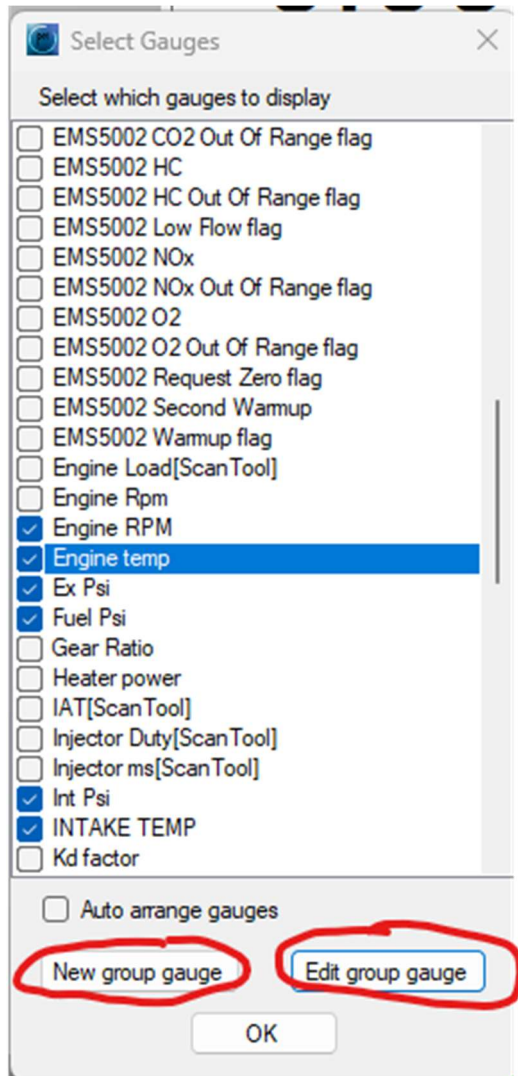 Select Gauges
Select which gauges to display
EMS5002 CO2 Out Of Range flag
EMS5002 HC
EMS5002 HC Out Of Range flag
EMS5002 Low Flow flag
EMS5002 NOx
EMS5002 NOx Out Of Range flag
EMS5002 O2
EMS5002 O2 Out Of Range flag
EMS5002 Request Zero flag
EMS5002 Second Warmup
EMS5002 Warmup flag
Engine Load[ScanTool]
Engine Rpm
Engine RPM
Engine temp
Ex Psi
Fuel Psi
Gear Ratio
Heater power
IAT[ScanTool]
Injector Duty[ScanTool]
Injector ms[ScanTool]
Int Psi
INTAKE TEMP
Kd factor
Auto arrange gauges
New group gauge Edit group gauge
OK